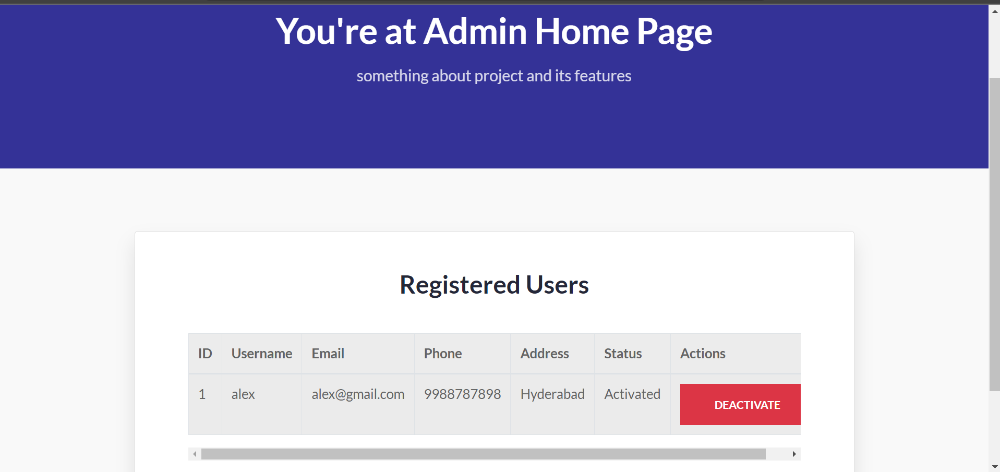 You're at Admin Home Page
something about project and its features
Registered Users
ID Username Email Phone Address Status Actions
1 alex alex@gmail.com 9988787898 Hyderabad Activated DEACTIVATE